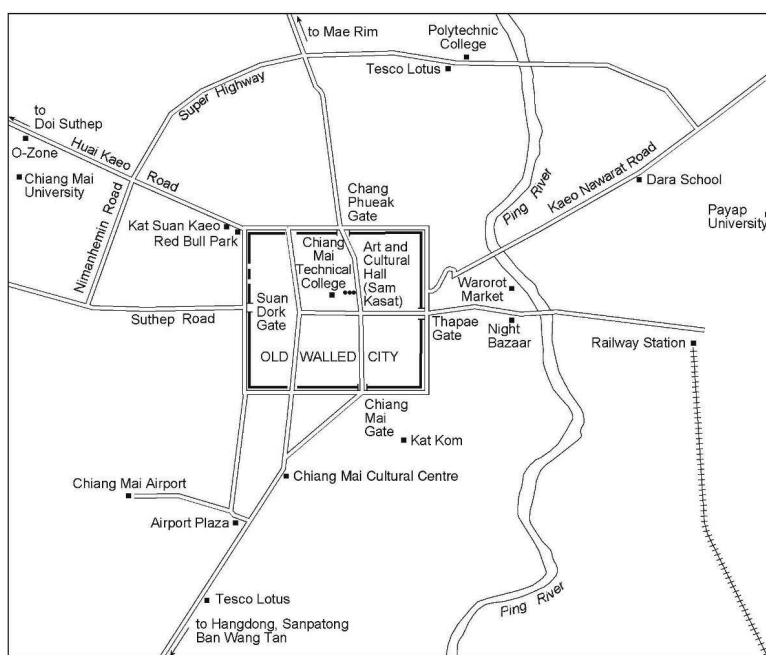 to Mae Rim
Polytechnic
College
Tesco Lotus
Super Highway
to
Doi Suthep
O-Zone
Huai Kaeo
Road
Chiang Mai
University
Nimanhemin Road
Kat Suan Kaeo
Red Bull Park
Chang
Phueak
Gate
Ping River
Kaeo Nawarat Road
Dara School
Payap
University
Chiang
Mai
Technical
College
Art and
Cultural
Hall
(Sam
Kasat)
Warorot
Market
Suan
Dork
Gate
Suthep Road
Thapae
Gate
Night
Bazaar
Railway Station
OLD WALLED CITY
Chiang
Mai
Gate
Kat Kom
Chiang Mai Cultural Centre
Chiang Mai Airport
Airport Plaza
Tesco Lotus
Ping River
to Hangdong, Sanpatong
Ban Wang Tan